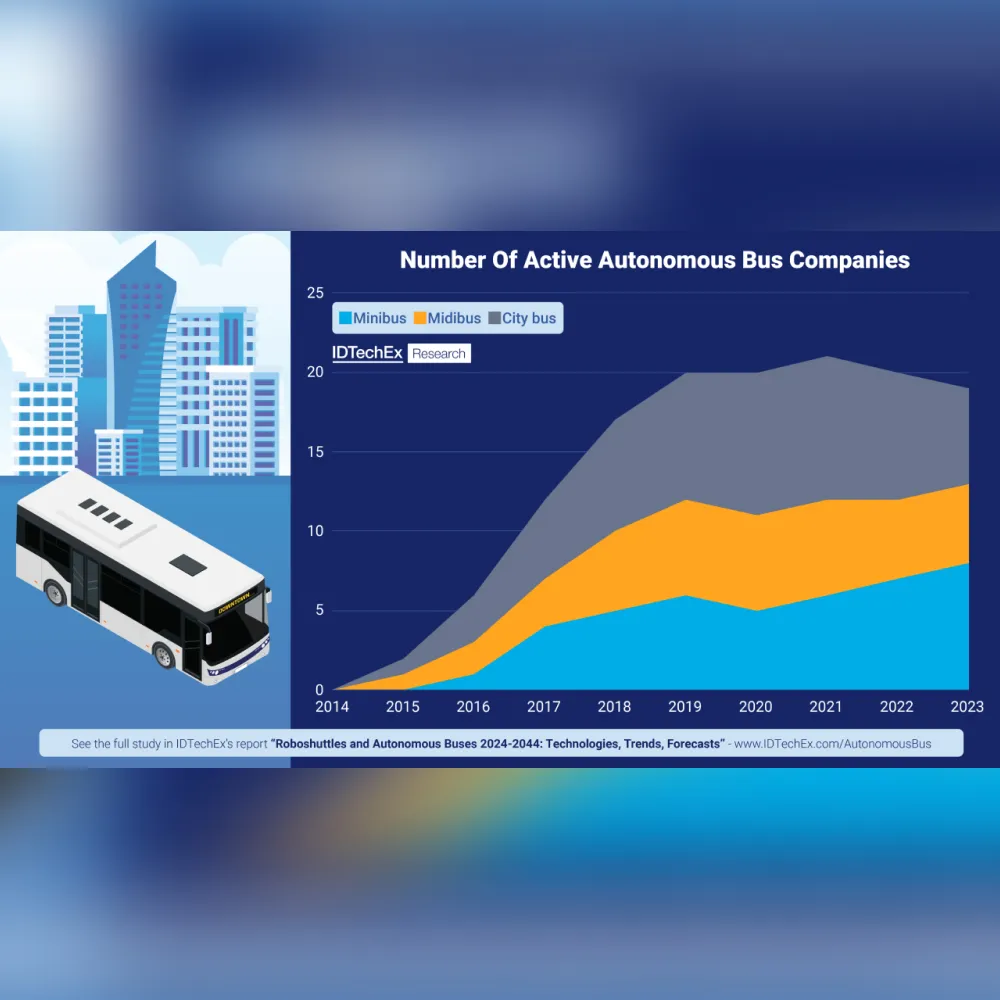 Number Of Active Autonomous Bus Companies
25
Minibus Midibus City bus
IDTechEx Research
20
15
10
5
0
2014 2015 2016 2017 2018 2019 2020 2021 2022 2023
DOWNTOWN
See the full study in IDTechEx's report “Roboshuttles and Autonomous Buses 2024-2044: Technologies, Trends, Forecasts” - www.IDTechEx.com/AutonomousBus